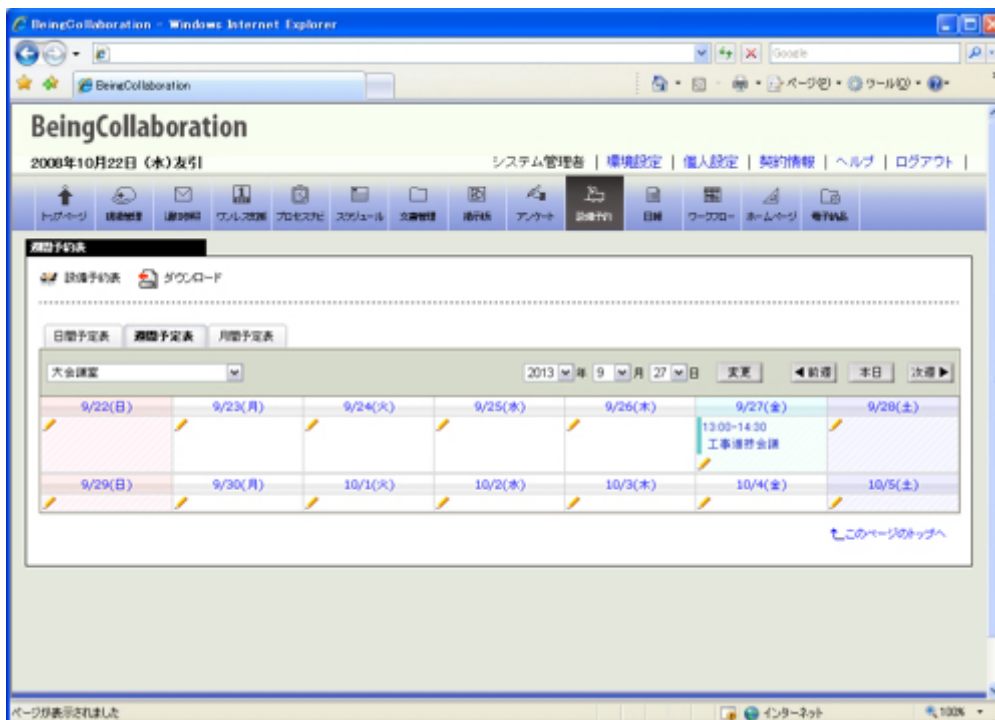 BeingCollaboration - Windows Internet Explorer
Google
BeingCollaboration
ページ(P) ツール(O)
BeingCollaboration
2008年10月22日 (水)友引
システム管理者 | 環境設定 | 個人設定 | 契約情報 | ヘルプ | ログアウト |
トップページ スケジュール 文書管理 掲示板 アンケート 設備予約 日報 ワークフロー ホームページ 電子納品
週間予約表
設備予約表 ダウンロード
日間予定表 週間予定表 月間予定表
大会議室 2013 年 9 月 27 日 変更 ◀前週 本日 次週▶
9/22(日) 9/23(月) 9/24(火) 9/25(水) 9/26(木) 9/27(金) 9/28(土)
13:00-14:30
工事進捗会議
9/29(日) 9/30(月) 10/1(火) 10/2(水) 10/3(木) 10/4(金) 10/5(土)
このページのトップへ
ページが表示されました インターネット 100%